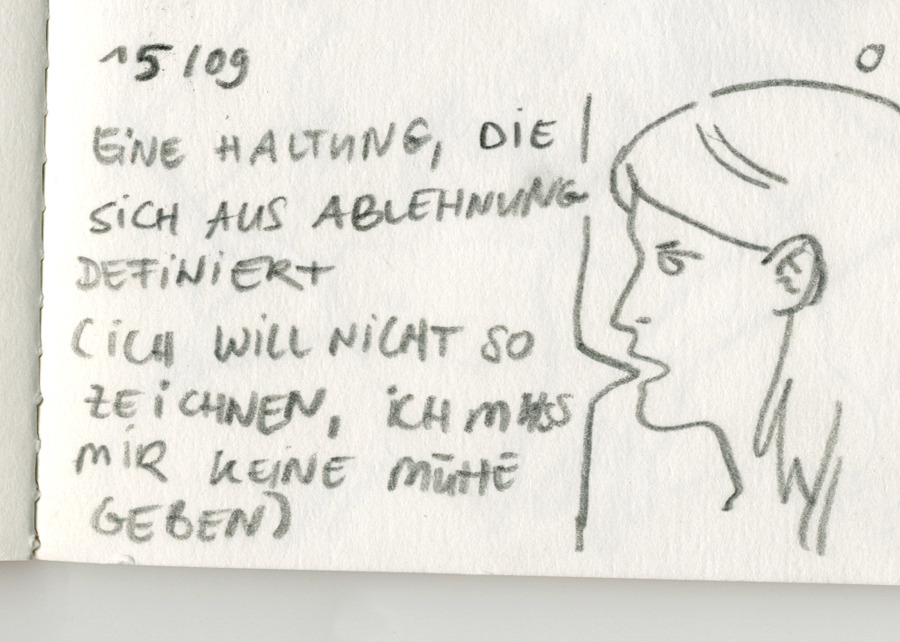 15/09
EINE HALTUNG, DIE
SICH AUS ABLEHNUNG
DEFINIERT
(ICH WILL NICHT SO
ZEICHNEN, ICH MUSS
MIR KEINE MÜHE
GEBEN)